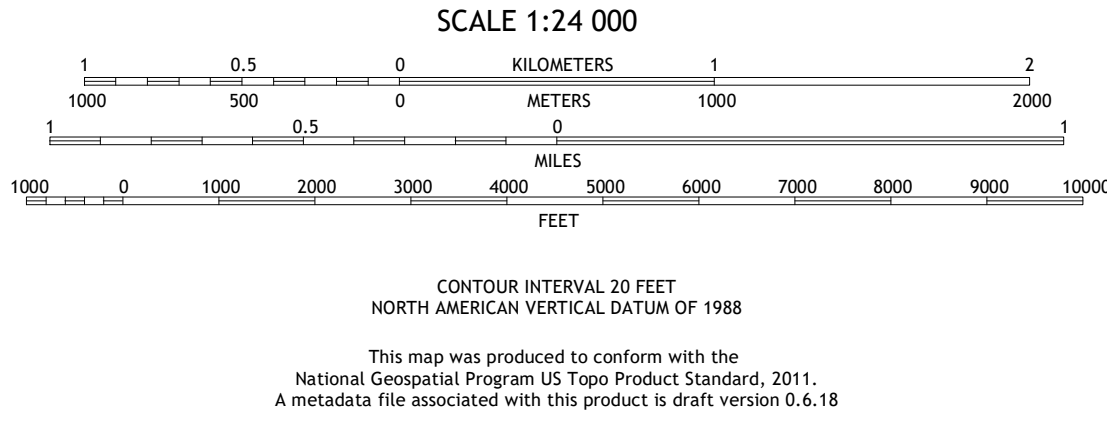 SCALE 1:24 000
1 0.5 0 KILOMETERS 1 2
1000 500 0 METERS 1000 2000
1 0.5 0 1
MILES
1000 0 1000 2000 3000 4000 5000 6000 7000 8000 9000 10000
FEET
CONTOUR INTERVAL 20 FEET
NORTH AMERICAN VERTICAL DATUM OF 1988
This map was produced to conform with the
National Geospatial Program US Topo Product Standard, 2011.
A metadata file associated with this product is draft version 0.6.18